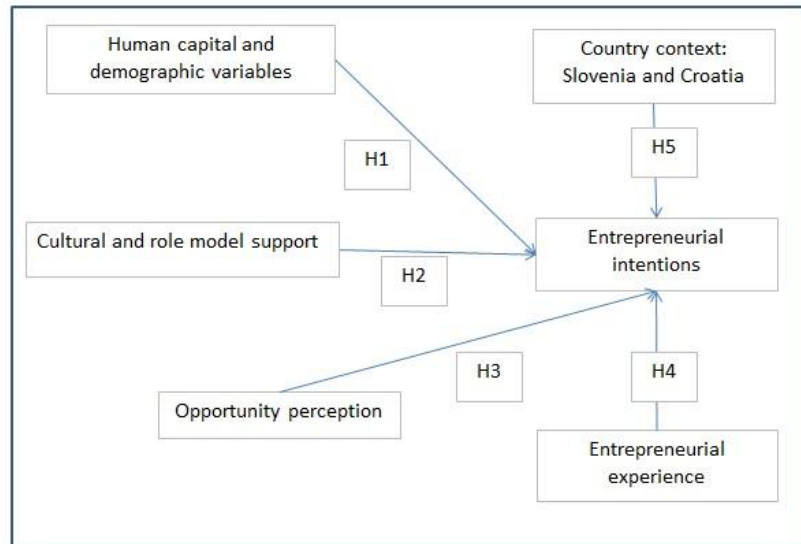 Human capital and
demographic variables
Country context:
Slovenia and Croatia
H1
H5
Cultural and role model support
H2
Entrepreneurial
intentions
H3
H4
Opportunity perception
Entrepreneurial
experience